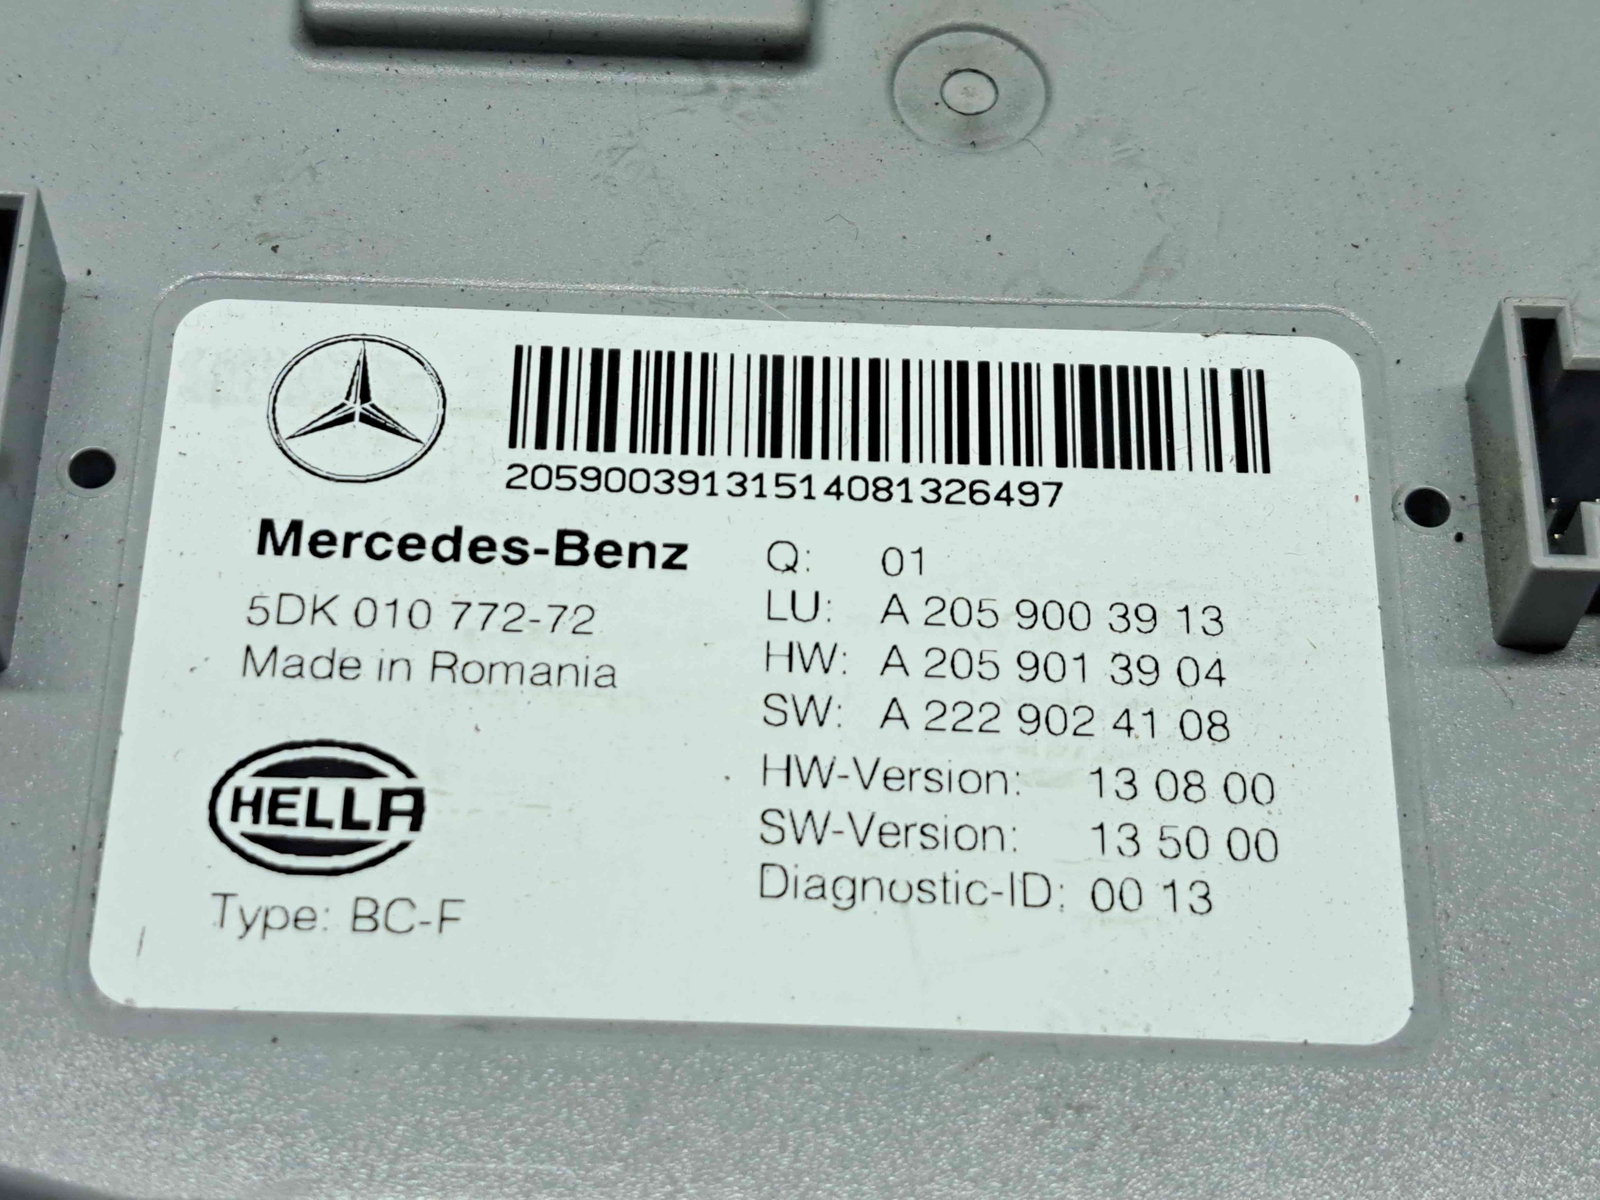 2059003913151408132​6497
Mercedes-Benz
5DK 010 772-72
Made in Romania
HELLA
Type: BC-F
Q: 01
LU: A 205 900 39 13
HW: A 205 901 39 04
SW: A 222 902 41 08
HW-Version: 13 08 00
SW-Version: 13 50 00
Diagnostic-ID: 00 13